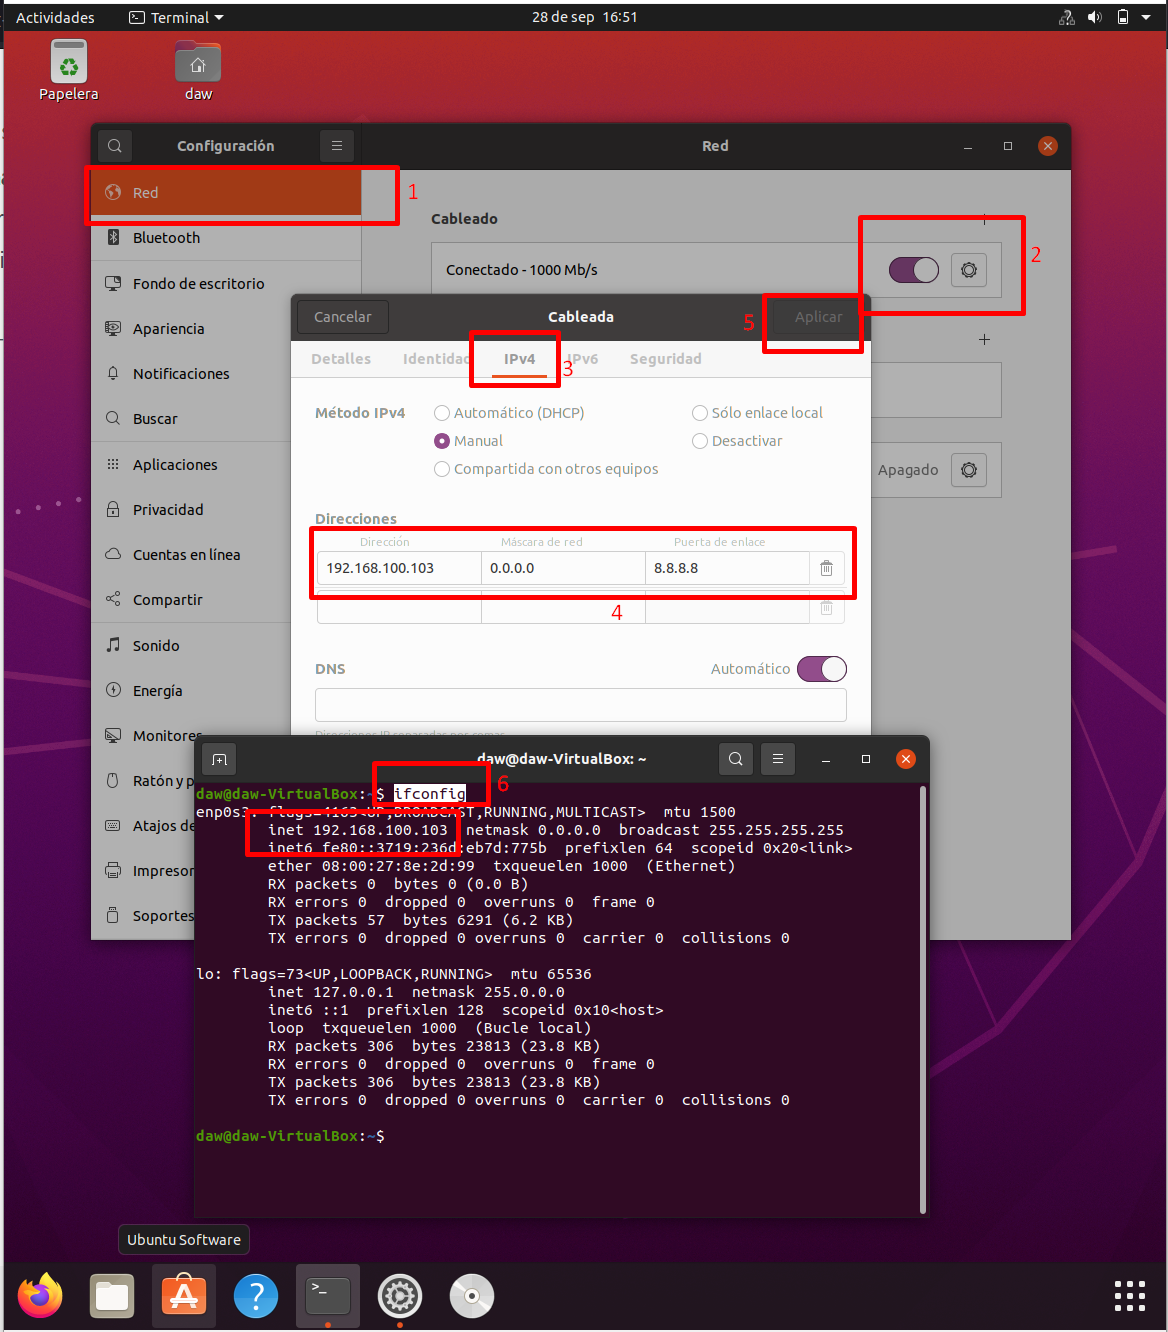 Actividades
Terminal
28 de sep 16:51
Papelera
daw
Configuración
Red
Red
1
Bluetooth
Fondo de escritorio
Apariencia
Notificaciones
Buscar
Aplicaciones
Privacidad
Cuentas en línea
Compartir
Sonido
Energía
Monitores
Ratón y p
Atajos de
Impresor
Soportes
Cableado
Conectado - 1000 Mb/s
2
Apagado
Cancelar
Cableada
5
Aplicar
Detalles
Identidad
IPv4
3
IPv6
Seguridad
Método IPv4
Automático (DHCP)
Sólo enlace local
Manual
Desactivar
Compartida con otros equipos
Direcciones
Dirección
Máscara de red
Puerta de enlace
192.168.100.103
0.0.0.0
8.8.8.8
4
DNS
Automático
Direcciones IP separadas por comas
daw@daw-VirtualBox: ~
6
daw@daw-VirtualBox:~$ ifconfig
enp0s3: flags=4163<UP,BROADCAST,RUNNING,MULTICAST> mtu 1500
inet 192.168.100.103 netmask 0.0.0.0 broadcast 255.255.255.255
inet6 fe80::3719:236d:eb7d:775b prefixlen 64 scopeid 0x20<link>
ether 08:00:27:8e:2d:99 txqueuelen 1000 (Ethernet)
RX packets 0 bytes 0 (0.0 B)
RX errors 0 dropped 0 overruns 0 frame 0
TX packets 57 bytes 6291 (6.2 KB)
TX errors 0 dropped 0 overruns 0 carrier 0 collisions 0
lo: flags=73<UP,LOOPBACK,RUNNING> mtu 65536
inet 127.0.0.1 netmask 255.0.0.0
inet6 ::1 prefixlen 128 scopeid 0x10<host>
loop txqueuelen 1000 (Bucle local)
RX packets 306 bytes 23813 (23.8 KB)
RX errors 0 dropped 0 overruns 0 frame 0
TX packets 306 bytes 23813 (23.8 KB)
TX errors 0 dropped 0 overruns 0 carrier 0 collisions 0
daw@daw-VirtualBox:~$
Ubuntu Software